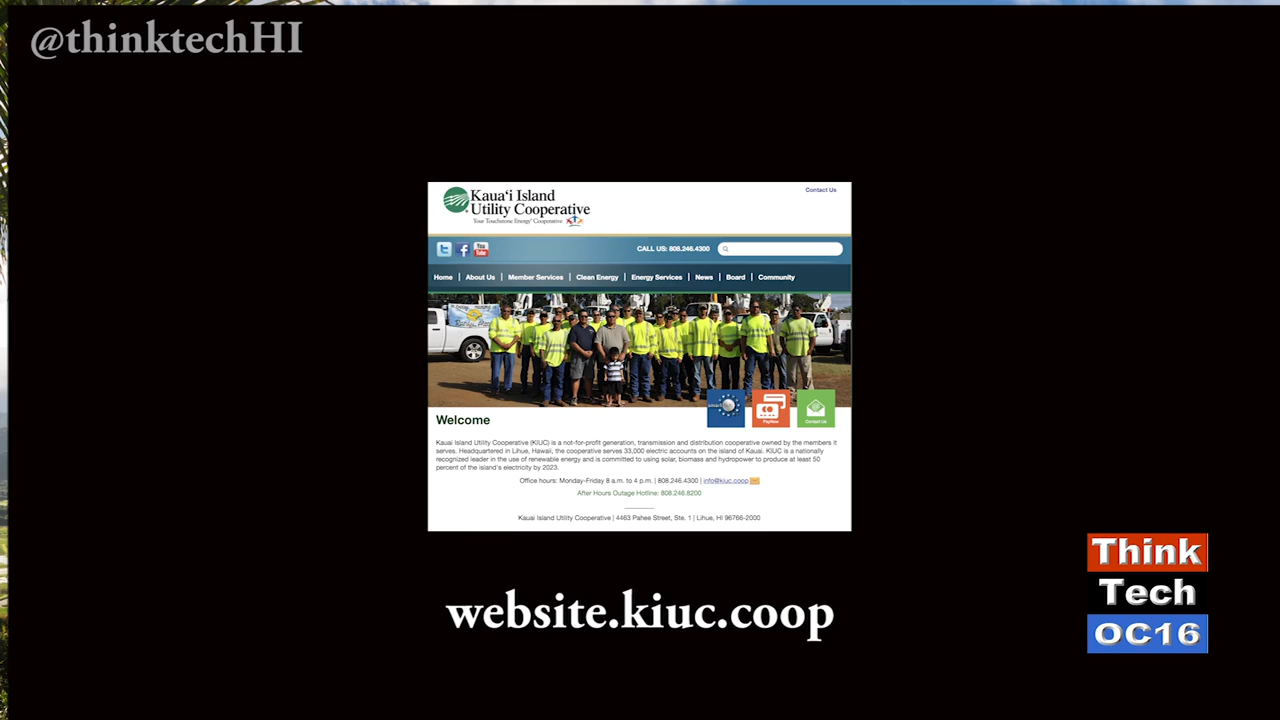 @thinktechHI
Kaua'i Island
Utility Cooperative
Your Touchstone Energy® Cooperative
Contact Us
You
Tube
CALL US: 808.246.4300
Home | About Us | Member Services | Clean Energy | Energy Services | News | Board | Community
PayNow
Contact Us
Welcome
Kauai Island Utility Cooperative (KIUC) is a not-for-profit generation, transmission and distribution cooperative owned by the members it
serves. Headquartered in Lihue, Hawaii, the cooperative serves 33,000 electric accounts on the island of Kauai. KIUC is a nationally
recognized leader in the use of renewable energy and is committed to using solar, biomass and hydropower to produce at least 50
percent of the island's electricity by 2023.
Office hours: Monday-Friday 8 a.m. to 4 p.m. | 808.246.4300 | info@kiuc.coop
After Hours Outage Hotline: 808.246.8200
Kauai Island Utility Cooperative | 4463 Pahee Street, Ste. 1 | Lihue, HI 96766-2000
website.kiuc.coop
Think
Tech
OC16